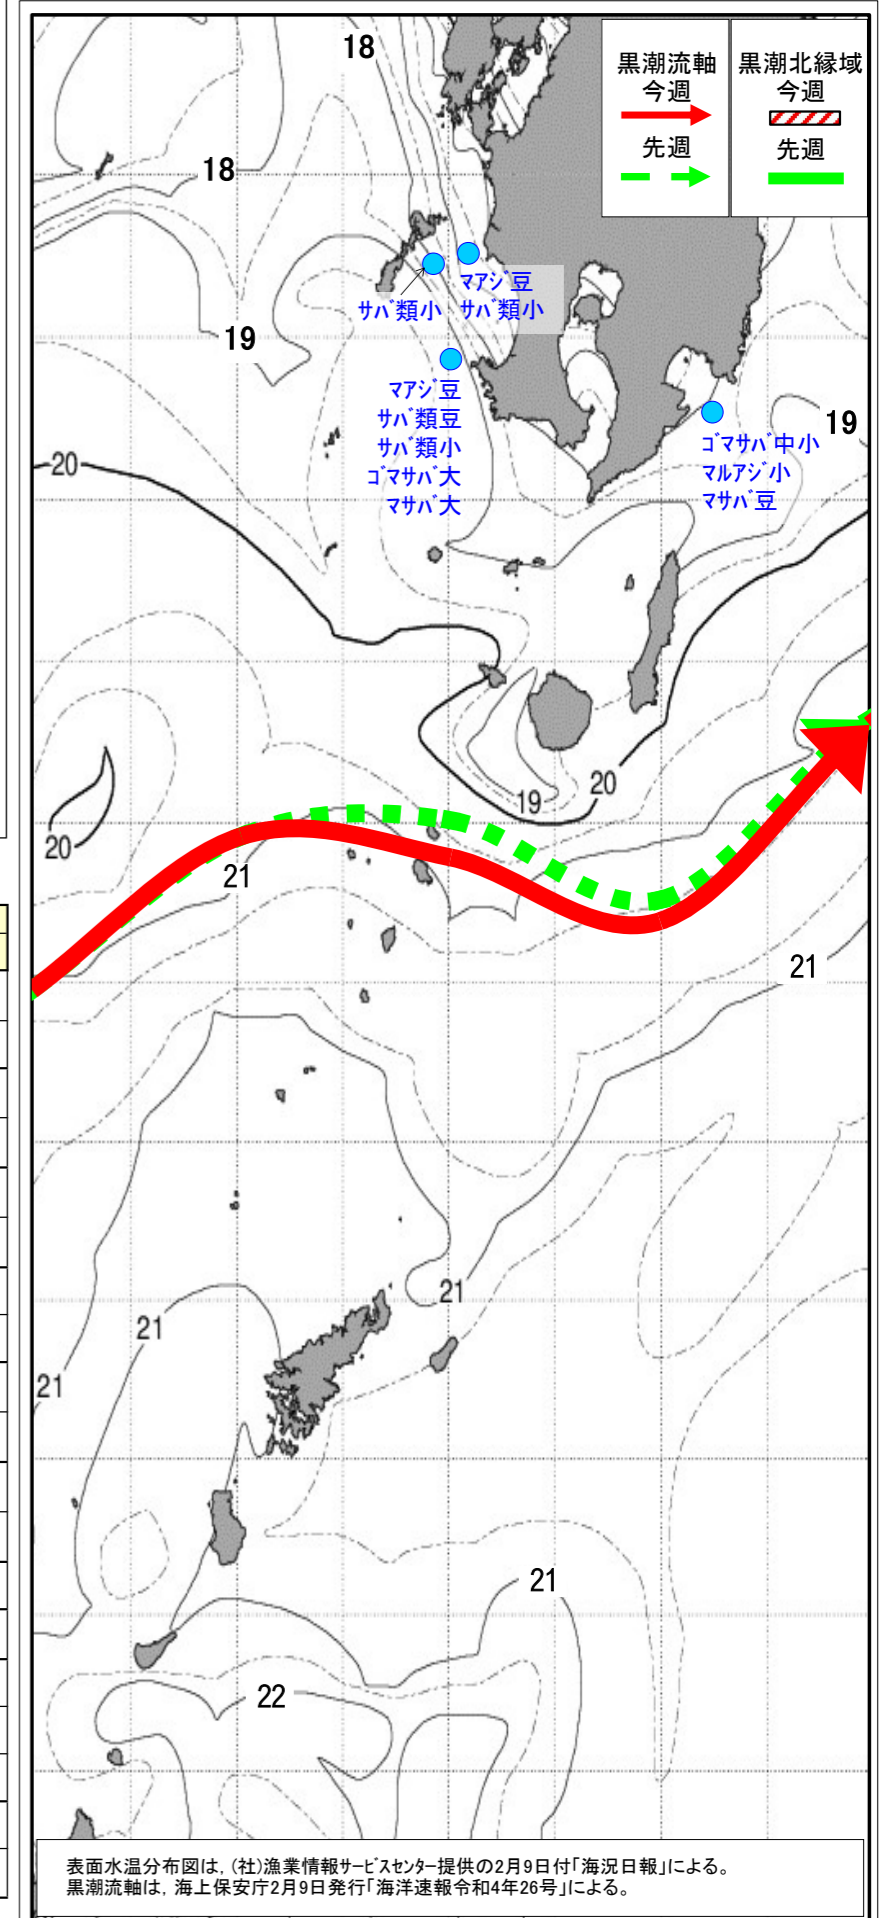 黒潮流軸
今週
先週
黒潮北縁域
今週
先週
18
18
19
マアジ豆
サバ類小
サバ類小
マアジ豆
サバ類豆
サバ類小
ゴマサバ大
マサバ大
19
ゴマサバ中小
マルアジ小
マサバ豆
20
20
19
20
21
21
21
21
21
21
22
表面水温分布図は，(社)漁業情報サービスセンター提供の2月9日付「海況日報」による。
黒潮流軸は，海上保安庁2月9日発行「海洋速報令和4年26号」による。